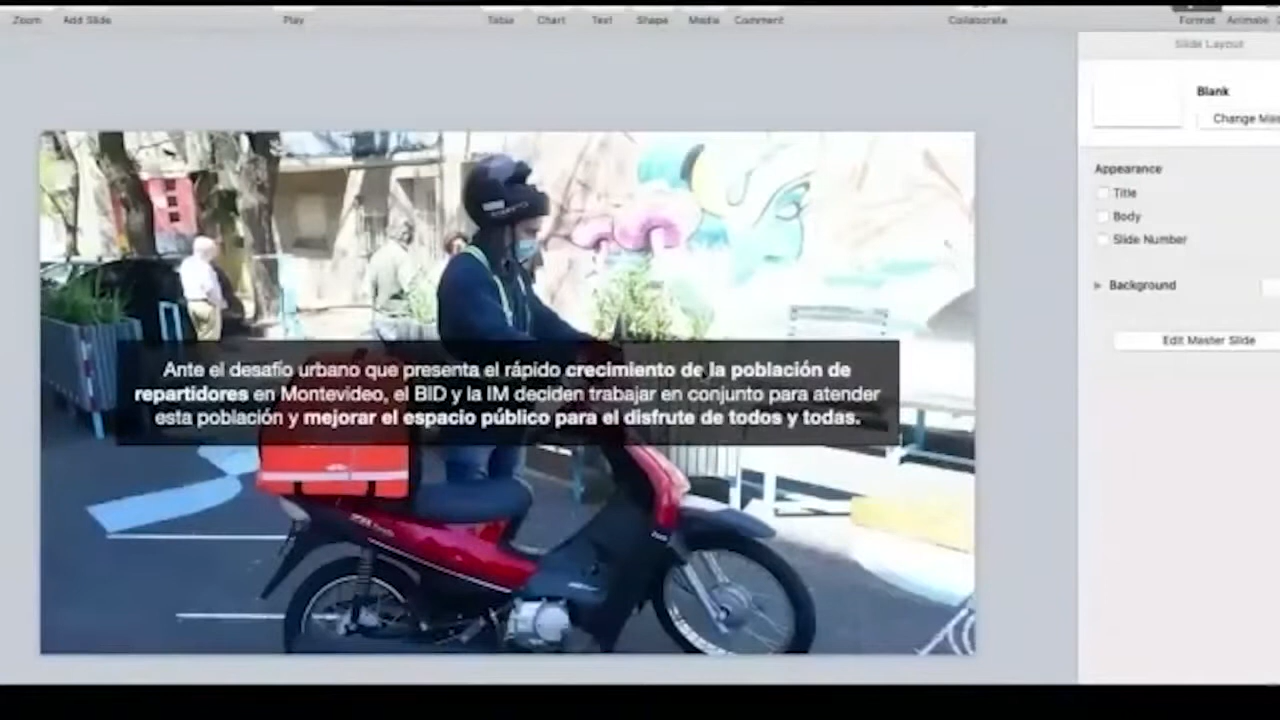 Zoom Add Slide Play Table Chart Text Shape Media Comment Collaborate Format Animate
Slide Layout
Blank
Change Mas
Appearance
Title
Body
Slide Number
Background
Edit Master Slide
Ante el desafío urbano que presenta el rápido crecimiento de la población de
repartidores en Montevideo, el BID y la IM deciden trabajar en conjunto para atender
esta población y mejorar el espacio público para el disfrute de todos y todas.